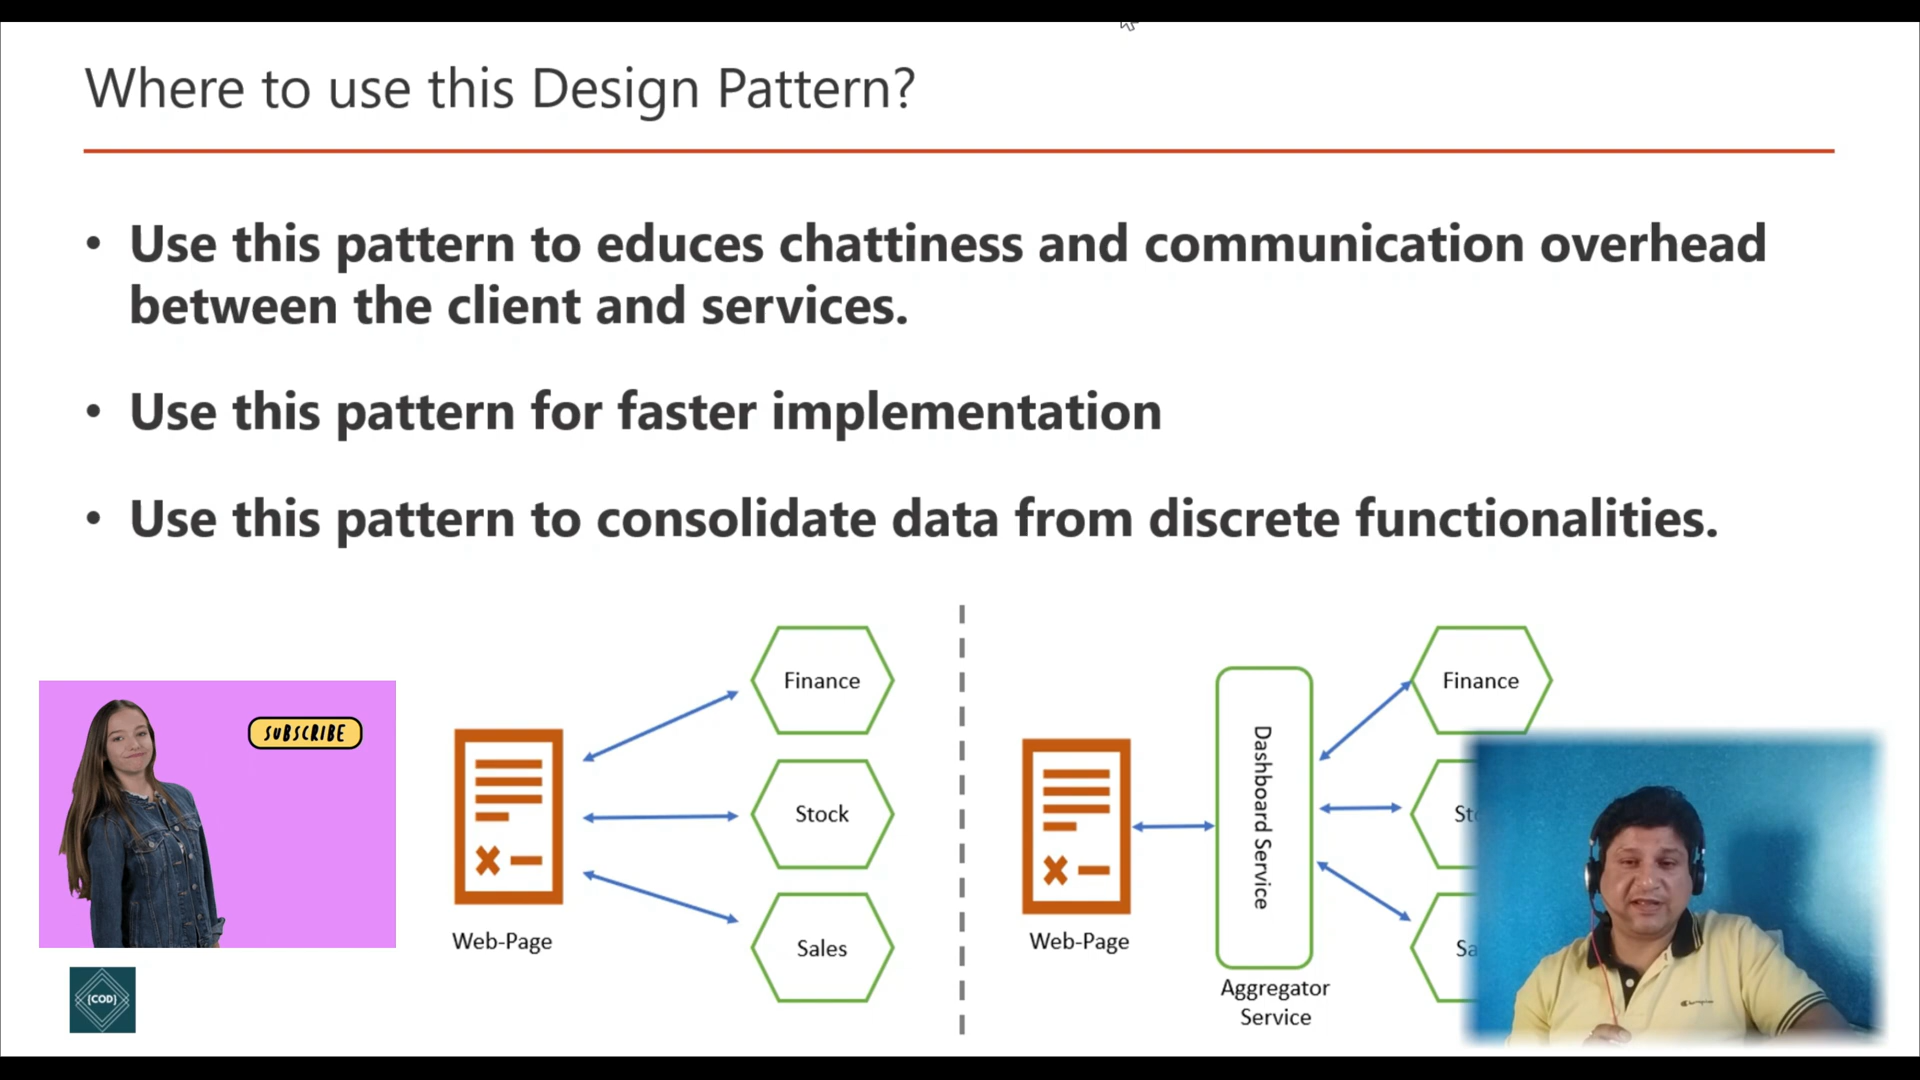 Where to use this Design Pattern?
• Use this pattern to educes chattiness and communication overhead
between the client and services.
• Use this pattern for faster implementation
• Use this pattern to consolidate data from discrete functionalities.
SUBSCRIBE
Web-Page
Finance
Stock
Sales
Web-Page
Dashboard Service
Aggregator
Service
Finance
{COD}